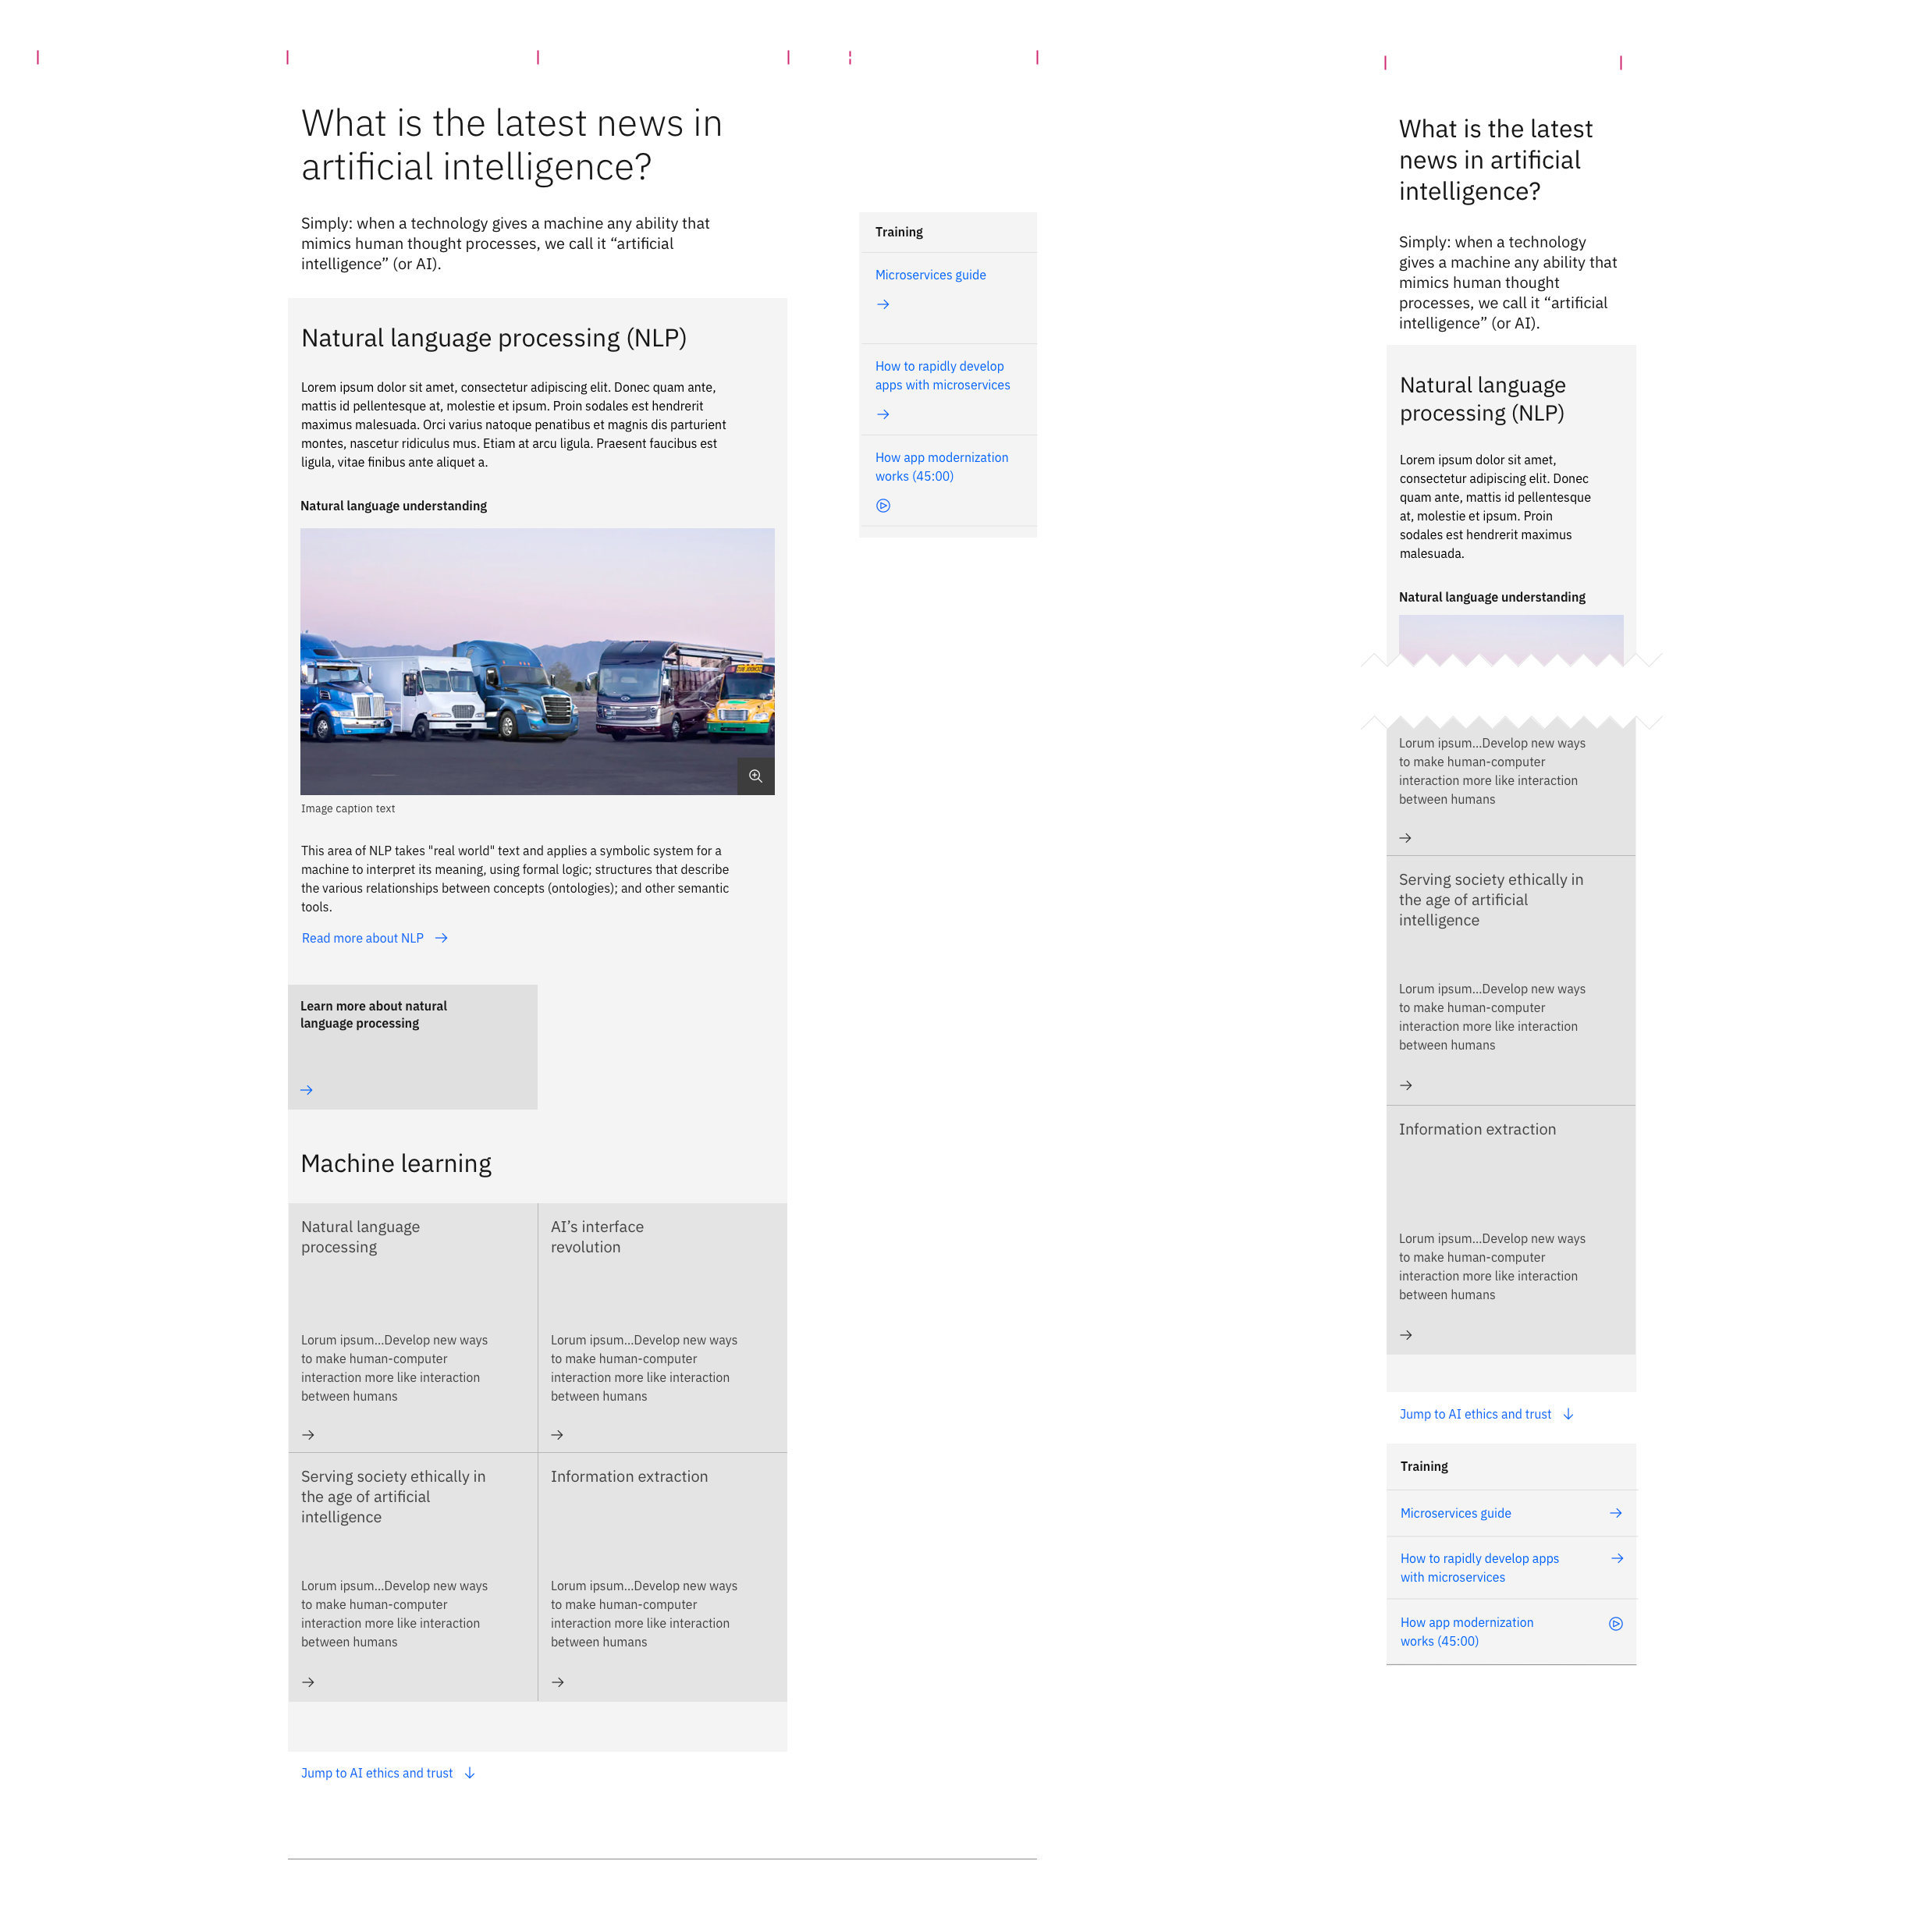 What is the latest news in
artificial intelligence?
Simply: when a technology gives a machine any ability that
mimics human thought processes, we call it “artificial
intelligence” (or AI).
Natural language processing (NLP)
Lorem ipsum dolor sit amet, consectetur adipiscing elit. Donec quam ante,
mattis id pellentesque at, molestie et ipsum. Proin sodales est hendrerit
maximus malesuada. Orci varius natoque penatibus et magnis dis parturient
montes, nascetur ridiculus mus. Etiam at arcu ligula. Praesent faucibus est
ligula, vitae finibus ante aliquet a.
Natural language understanding
Image caption text
This area of NLP takes "real world" text and applies a symbolic system for a
machine to interpret its meaning, using formal logic; structures that describe
the various relationships between concepts (ontologies); and other semantic
tools.
Read more about NLP →
Learn more about natural
language processing
→
Machine learning
Natural language
processing
Lorum ipsum...Develop new ways
to make human-computer
interaction more like interaction
between humans
→
AI’s interface
revolution
Lorum ipsum...Develop new ways
to make human-computer
interaction more like interaction
between humans
→
Serving society ethically in
the age of artificial
intelligence
Lorum ipsum...Develop new ways
to make human-computer
interaction more like interaction
between humans
→
Information extraction
Lorum ipsum...Develop new ways
to make human-computer
interaction more like interaction
between humans
→
Jump to AI ethics and trust ↓
Training
Microservices guide
→
How to rapidly develop
apps with microservices
→
How app modernization
works (45:00)
What is the latest
news in artificial
intelligence?
Simply: when a technology
gives a machine any ability that
mimics human thought
processes, we call it “artificial
intelligence” (or AI).
Natural language
processing (NLP)
Lorem ipsum dolor sit amet,
consectetur adipiscing elit. Donec
quam ante, mattis id pellentesque
at, molestie et ipsum. Proin
sodales est hendrerit maximus
malesuada.
Natural language understanding
Lorum ipsum...Develop new ways
to make human-computer
interaction more like interaction
between humans
→
Serving society ethically in
the age of artificial
intelligence
Lorum ipsum...Develop new ways
to make human-computer
interaction more like interaction
between humans
→
Information extraction
Lorum ipsum...Develop new ways
to make human-computer
interaction more like interaction
between humans
→
Jump to AI ethics and trust ↓
Training
Microservices guide →
How to rapidly develop apps →
with microservices
How app modernization
works (45:00)